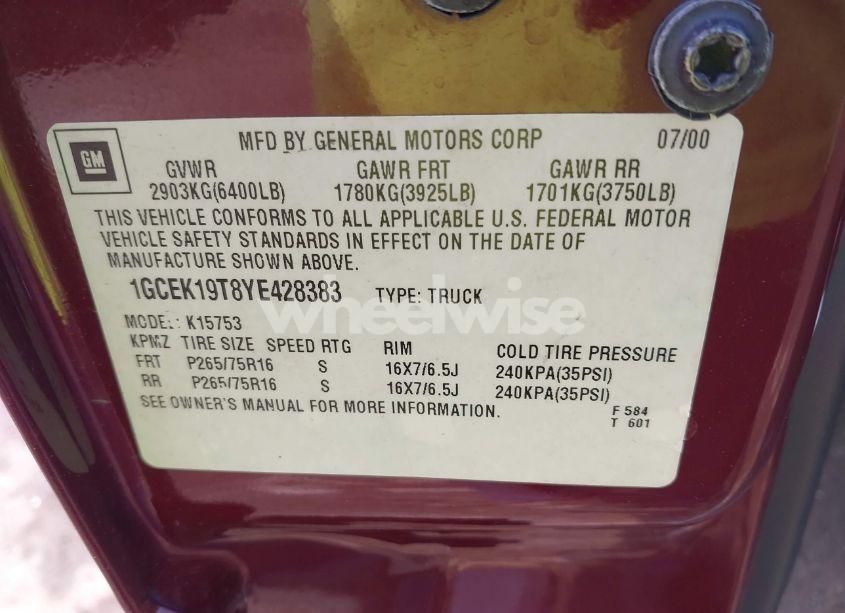 GM
MFD BY GENERAL MOTORS CORP 07/00
GVWR GAWR FRT GAWR RR
2903KG(6400LB) 1780KG(3925LB) 1701KG(3750LB)
THIS VEHICLE CONFORMS TO ALL APPLICABLE U.S. FEDERAL MOTOR
VEHICLE SAFETY STANDARDS IN EFFECT ON THE DATE OF
MANUFACTURE SHOWN ABOVE.
1GCEK19T8YE428383 TYPE: TRUCK
wheelwise
MODEL: K15753
KPMZ TIRE SIZE SPEED RTG RIM COLD TIRE PRESSURE
FRT P265/75R16 S 16X7/6.5J 240KPA(35PSI)
RR P265/75R16 S 16X7/6.5J 240KPA(35PSI)
SEE OWNER'S MANUAL FOR MORE INFORMATION.
F 584
T 601